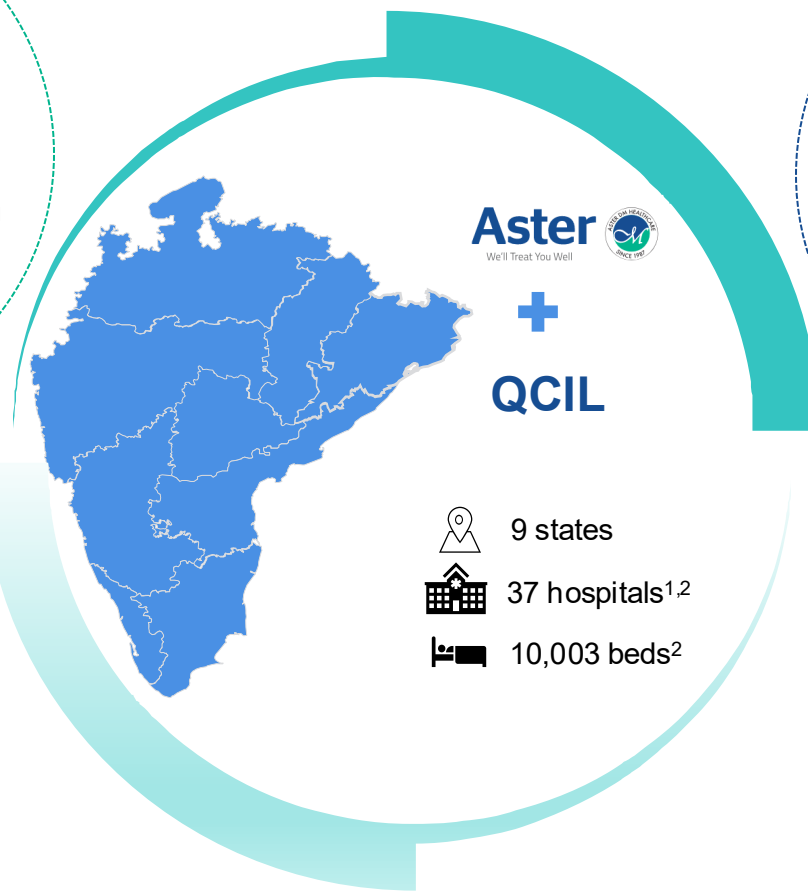 Aster
We'll Treat You Well
ASTER DM HEALTHCARE
SINCE 1987
+
QCIL
9 states
37 hospitals1,2
10,003 beds2